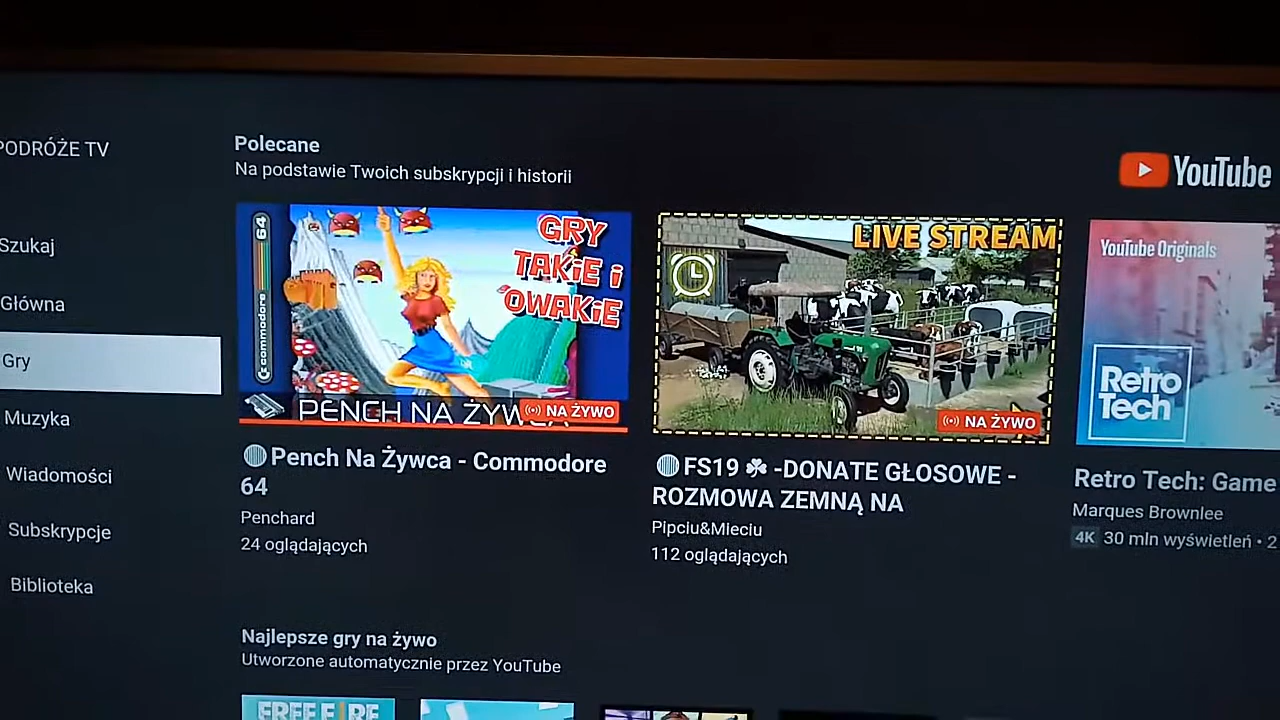 PODRÓŻE TV
Szukaj
Główna
Gry
Muzyka
Wiadomości
Subskrypcje
Biblioteka
Polecane
Na podstawie Twoich subskrypcji i historii
YouTube
64
commodore
GRY
TAKiE i
OWAKiE
PENCH NA ŻYWCA
NA ŻYWO
Pench Na Żywca - Commodore
64
Penchard
24 oglądających
LIVE STREAM
NA ŻYWO
FS19 ☘ -DONATE GŁOSOWE -
ROZMOWA ZEMNĄ NA
Pipciu&Mieciu
112 oglądających
YouTube Originals
Retro
Tech
Retro Tech: Game
Marques Brownlee
4K 30 mln wyświetleń • 2
Najlepsze gry na żywo
Utworzone automatycznie przez YouTube
FREE FIRE